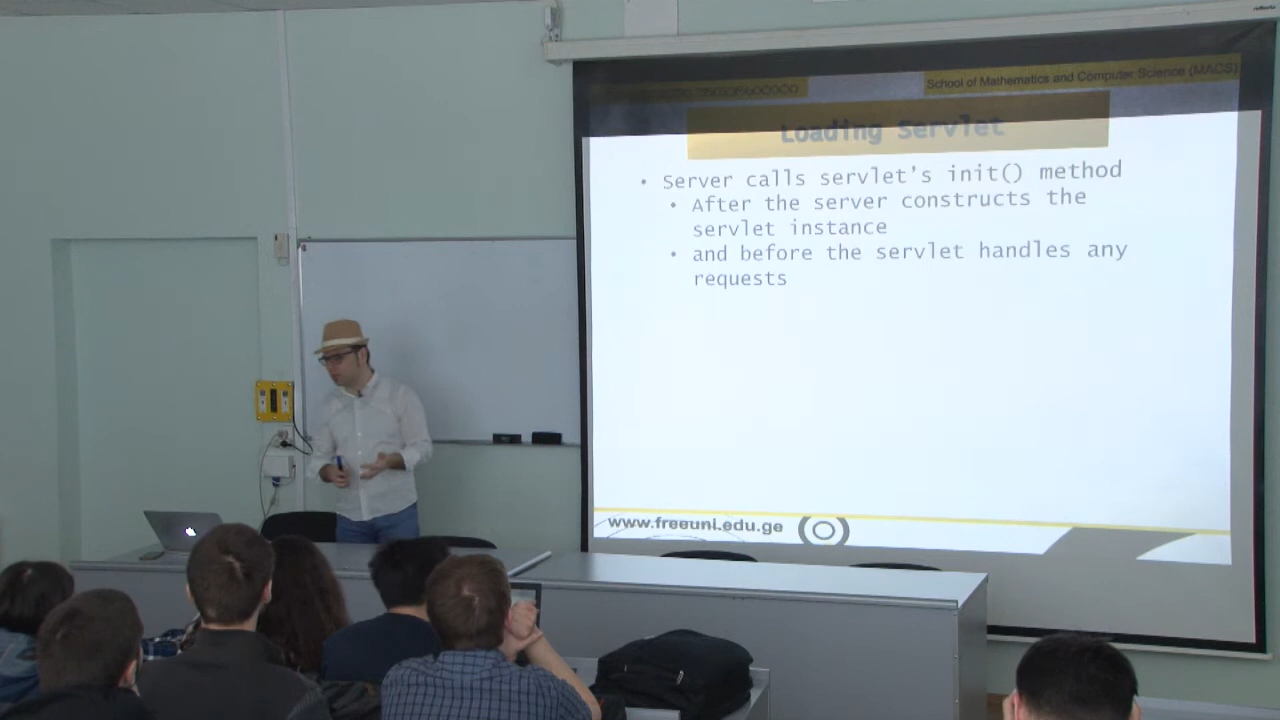 School of Mathematics and Computer Science (MACS)
Loading Servlet
• Server calls servlet's init() method
• After the server constructs the
servlet instance
• and before the servlet handles any
requests
www.freeuni.edu.ge